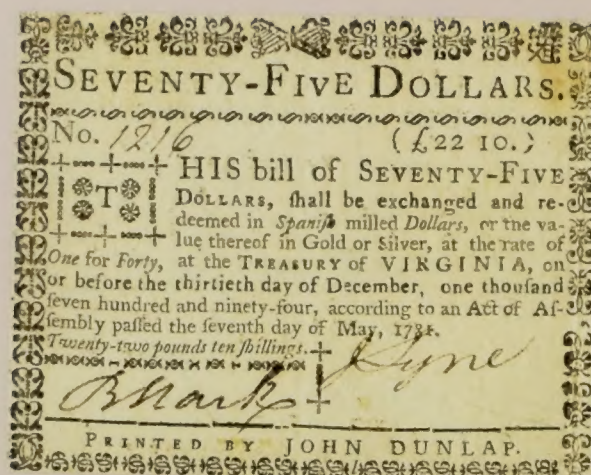 SEVENTY-FIVE DOLLARS.
No. 1216 (£22 10.)
THIS bill of SEVENTY-FIVE
DOLLARS, ſhall be exchanged and re-
deemed in Spaniſh milled Dollars, or the va-
lue thereof in Gold or Silver, at the rate of
One for Forty, at the TREASURY of VIRGINIA, on
or before the thirtieth day of December, one thouſand
ſeven hundred and ninety-four, according to an Act of Aſ-
ſembly paſſed the ſeventh day of May, 1781.
Twenty-two pounds ten ſhillings.
J Lyne
B Stark
PRINTED BY JOHN DUNLAP.